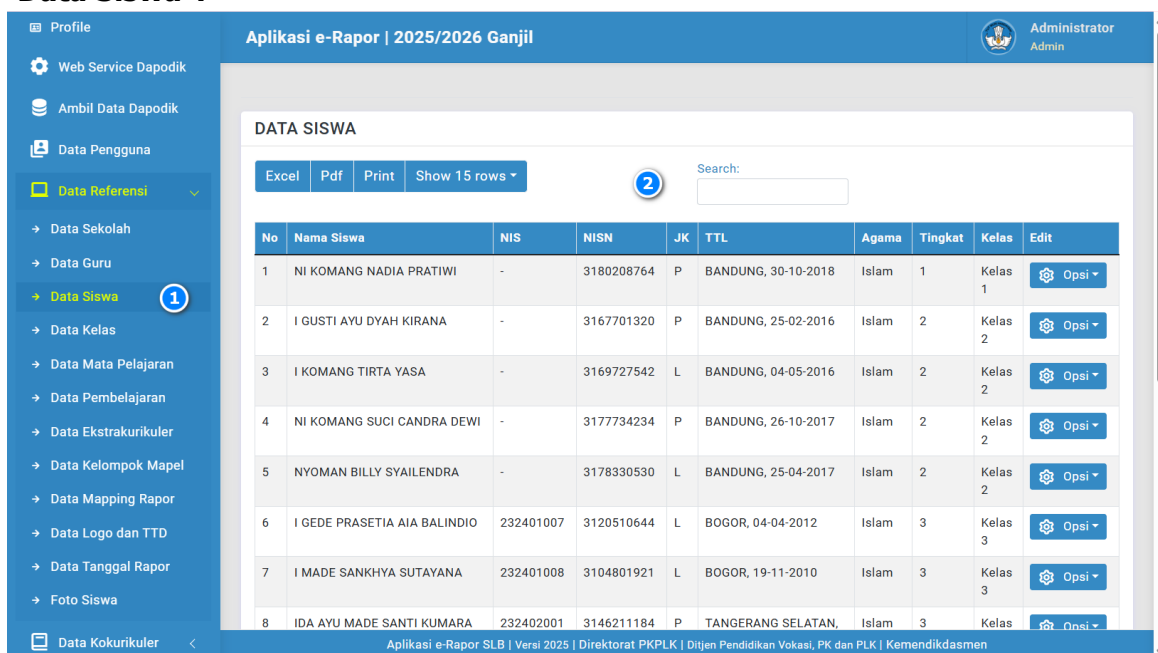 Profile
Web Service Dapodik
Ambil Data Dapodik
Data Pengguna
Data Referensi
Data Sekolah
Data Guru
Data Siswa
1
Data Kelas
Data Mata Pelajaran
Data Pembelajaran
Data Ekstrakurikuler
Data Kelompok Mapel
Data Mapping Rapor
Data Logo dan TTD
Data Tanggal Rapor
Foto Siswa
Data Kokurikuler
Aplikasi e-Rapor | 2025/2026 Ganjil
Administrator
Admin
DATA SISWA
Excel Pdf Print Show 15 rows
2
Search:
No Nama Siswa NIS NISN JK TTL Agama Tingkat Kelas Edit
1 NI KOMANG NADIA PRATIWI - 3180208764 P BANDUNG, 30-10-2018 Islam 1 Kelas Opsi
1
2 I GUSTI AYU DYAH KIRANA - 3167701320 P BANDUNG, 25-02-2016 Islam 2 Kelas Opsi
2
3 I KOMANG TIRTA YASA - 3169727542 L BANDUNG, 04-05-2016 Islam 2 Kelas Opsi
2
4 NI KOMANG SUCI CANDRA DEWI - 3177734234 P BANDUNG, 26-10-2017 Islam 2 Kelas Opsi
2
5 NYOMAN BILLY SYAILENDRA - 3178330530 L BANDUNG, 25-04-2017 Islam 2 Kelas Opsi
2
6 I GEDE PRASETIA AIA BALINDIO 232401007 3120510644 L BOGOR, 04-04-2012 Islam 3 Kelas Opsi
3
7 I MADE SANKHYA SUTAYANA 232401008 3104801921 L BOGOR, 19-11-2010 Islam 3 Kelas Opsi
3
8 IDA AYU MADE SANTI KUMARA 232402001 3146211184 P TANGERANG SELATAN, Islam 3 Kelas Opsi
Aplikasi e-Rapor SLB | Versi 2025 | Direktorat PKPLK | Ditjen Pendidikan Vokasi, PK dan PLK | Kemendikdasmen